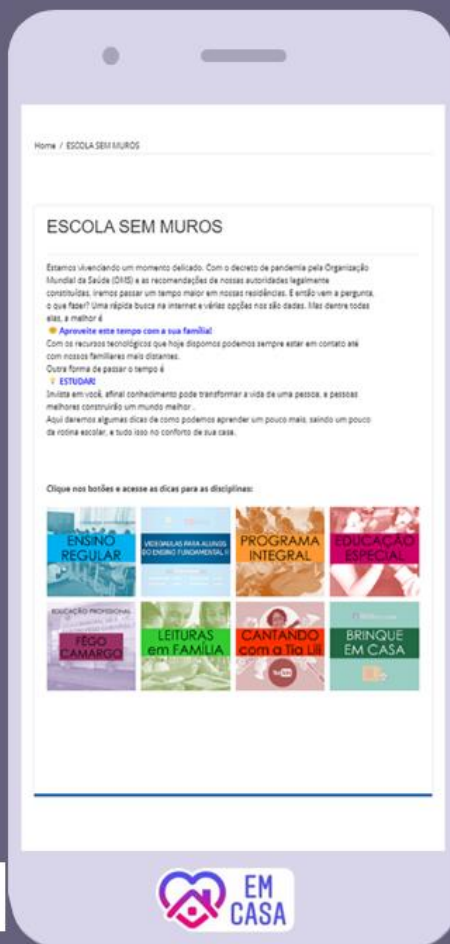 Home / ESCOLA SEM MUROS
ESCOLA SEM MUROS
Estamos vivenciando um momento delicado. Com o decreto de pandemia pela Organização
Mundial da Saúde (OMS) e as recomendações de nossas autoridades legalmente
constituídas, iremos passar um tempo maior em nossas residências. E então vem a pergunta,
o que fazer? Uma rápida busca na internet e várias opções nos são dadas. Mas dentre todas
elas, a melhor é
Aproveite este tempo com a sua família!
Com os recursos tecnológicos que hoje dispomos podemos sempre estar em contato até
com nossos familiares mais distantes.
Outra forma de passar o tempo é
ESTUDAR!
Invista em você, afinal conhecimento pode transformar a vida de uma pessoa, e pessoas
melhores construirão um mundo melhor .
Aqui daremos algumas dicas de como podemos aprender um pouco mais, saindo um pouco
da rotina escolar, e tudo isso no conforto de sua casa.
Clique nos botões e acesse as dicas para as disciplinas:
ENSINO
REGULAR
VIDEOAULAS PARA ALUNOS
DO ENSINO FUNDAMENTAL II
PROGRAMA
INTEGRAL
EDUCAÇÃO
ESPECIAL
EDUCAÇÃO PROFISSIONAL
FÊGO
CAMARGO
LEITURAS
em FAMÍLIA
CANTANDO
com a Tia Lili
YouTube
BRINQUE
EM CASA
EM
CASA